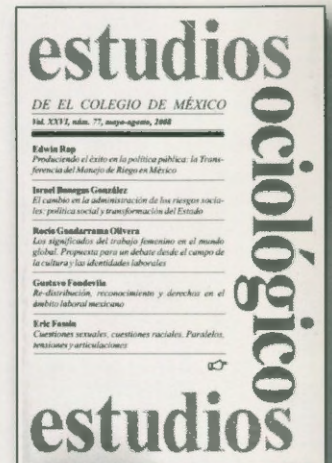 estudios
DE EL COLEGIO DE MÉXICO
Vol. XXVI, núm. 77, mayo-agosto, 2008
Edwin Rap
Produciendo el éxito en la política pública: la Trans-
ferencia del Manejo de Riego en México
Israel Banegas González
El cambio en la administración de los riesgos socia-
les: política social y transformación del Estado
Rocío Guadarrama Olivera
Los significados del trabajo femenino en el mundo
global. Propuesta para un debate desde el campo de
la cultura y las identidades laborales
Gustavo Fondevila
Re-distribución, reconocimiento y derechos en el
ámbito laboral mexicano
Eric Fassin
Cuestiones sexuales, cuestiones raciales. Paralelos,
tensiones y articulaciones
ociológico
estudios